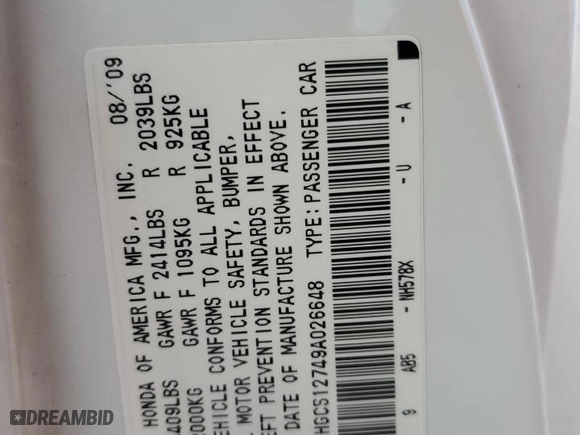 HONDA OF AMERICA MFG., INC. 08/'09
409LBS GAWR F 2414LBS R 2039LBS
000KG GAWR F 1095KG R 925KG
EHICLE CONFORMS TO ALL APPLICABLE
MOTOR VEHICLE SAFETY, BUMPER,
EFT PREVENTION STANDARDS IN EFFECT
DATE OF MANUFACTURE SHOWN ABOVE.
HGCS12749A026648 TYPE:PASSENGER CAR
9 A05 - NH578X - U - A
DREAMBID